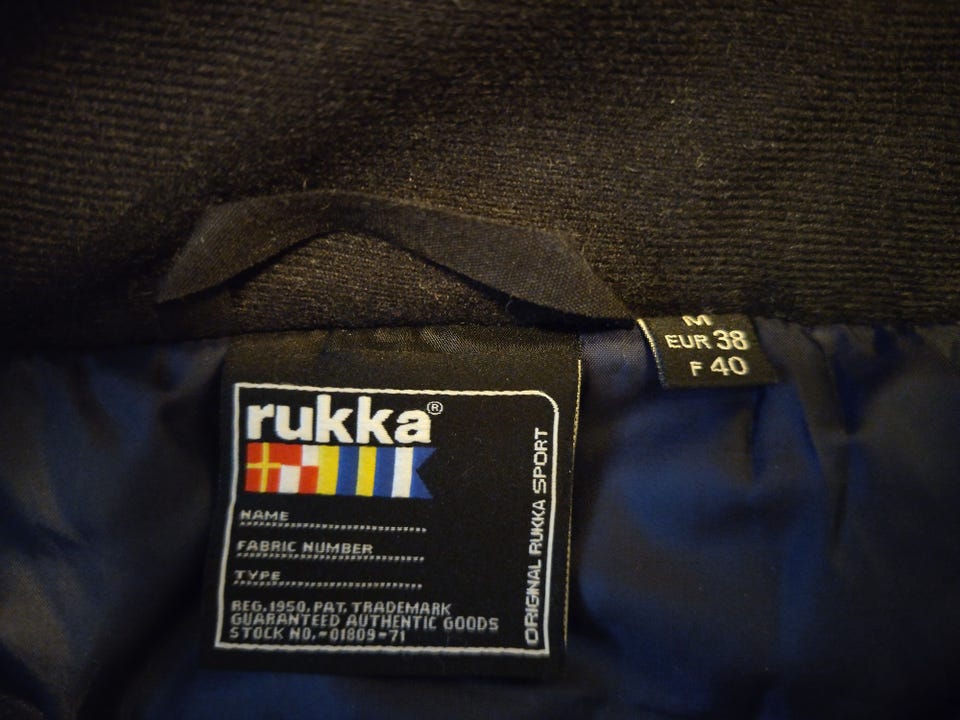 M
EUR 38
F 40
rukka®
NAME
FABRIC NUMBER
TYPE
REG. 1950, PAT. TRADEMARK
GUARANTEED AUTHENTIC GOODS
STOCK NO.-01809-71
ORIGINAL RUKKA SPORT